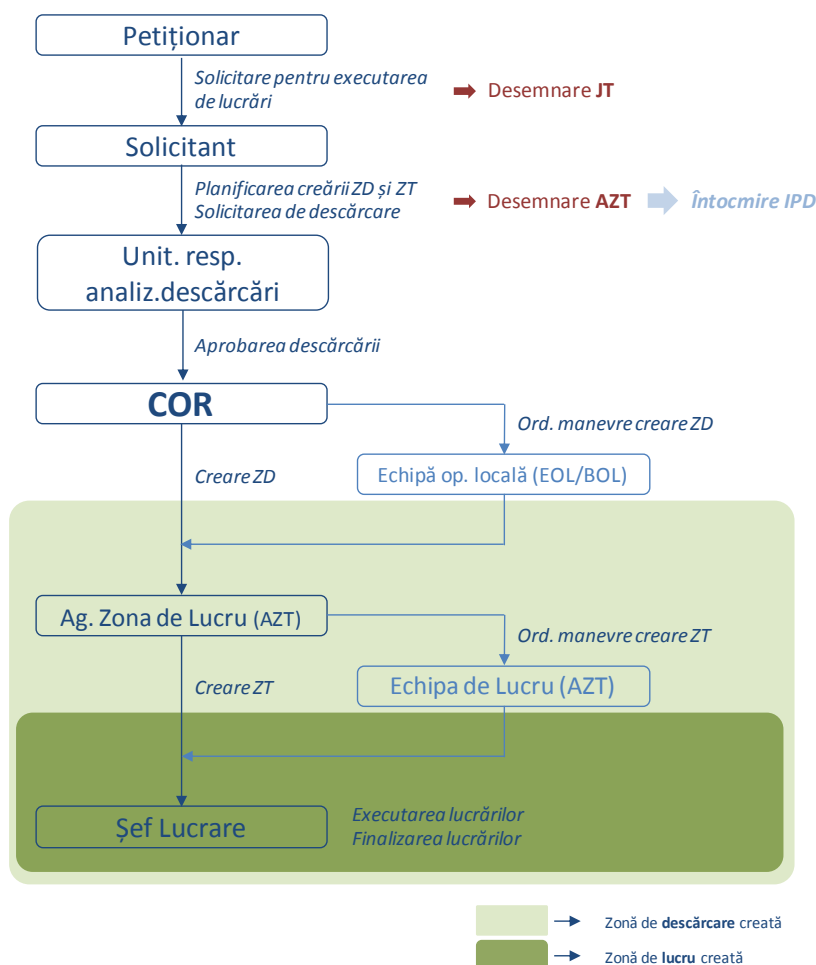 Petiționar
Solicitare pentru executarea
de lucrări
Desemnare JT
Solicitant
Planificarea creării ZD și ZT
Solicitarea de descărcare
Desemnare AZT
Întocmire IPD
Unit. resp.
analiz.descărcări
Aprobarea descărcării
COR
Ord. manevre creare ZD
Creare ZD
Echipă op. locală (EOL/BOL)
Ag. Zona de Lucru (AZT)
Ord. manevre creare ZT
Creare ZT
Echipa de Lucru (AZT)
Șef Lucrare
Executarea lucrărilor
Finalizarea lucrărilor
Zonă de descărcare creată
Zonă de lucru creată